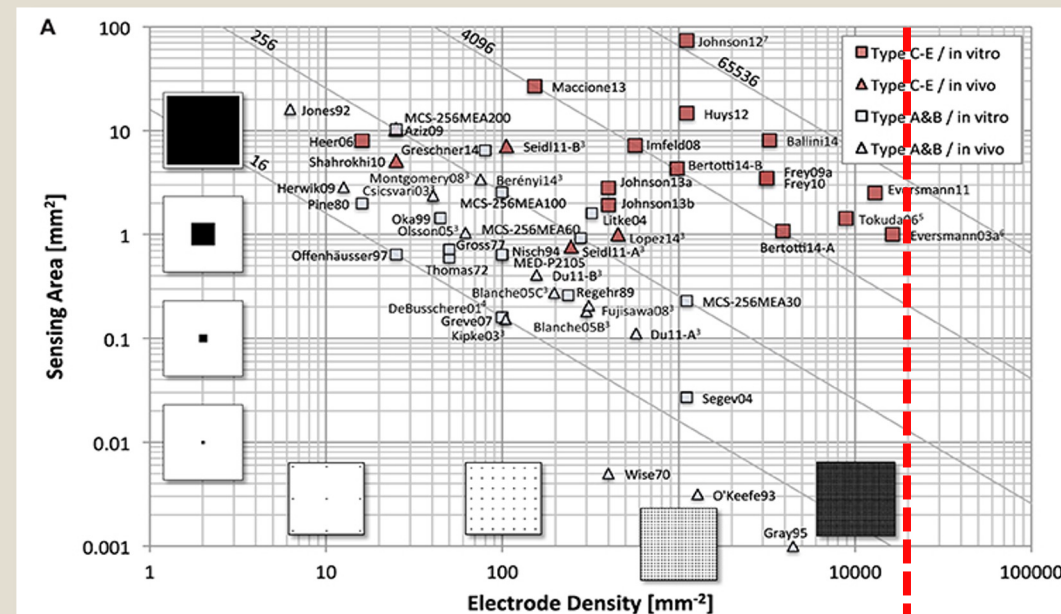 A
100
10
1
0.1
0.01
0.001
Sensing Area [mm²]
256
4096
65536
16
Type C-E / in vitro
Type C-E / in vivo
Type A&B / in vitro
Type A&B / in vivo
Johnson12⁷
Maccione13
Jones92
MCS-256MEA200
Aziz09
Huys12
Heer06
Greschner14
Seidl11-B³
Imfeld08
Ballini14
Shahrokhi10
Bertotti14-B
Montgomery08³
Berényi14³
Johnson13a
Frey09a
Frey10
Herwik09
Csicsvari03
Eversmann11
Pine80
MCS-256MEA100
Johnson13b
Oka99
Litke04
Tokuda06⁵
Olsson05³
MCS-256MEA60
Lopez14³
Eversmann03a⁶
Gross77
Nisch94
Seidl11-A³
Bertotti14-A
Offenhäusser97
MED-P210S
Thomas72
Du11-B³
Blanche05C³
Regehr89
MCS-256MEA30
DeBusschere01⁴
Fujisawa08³
Greve07
Blanche05B³
Kipke03³
Du11-A³
Segev04
Wise70
O'Keefe93
Gray95
1
10
100
10000
100000
Electrode Density [mm⁻²]